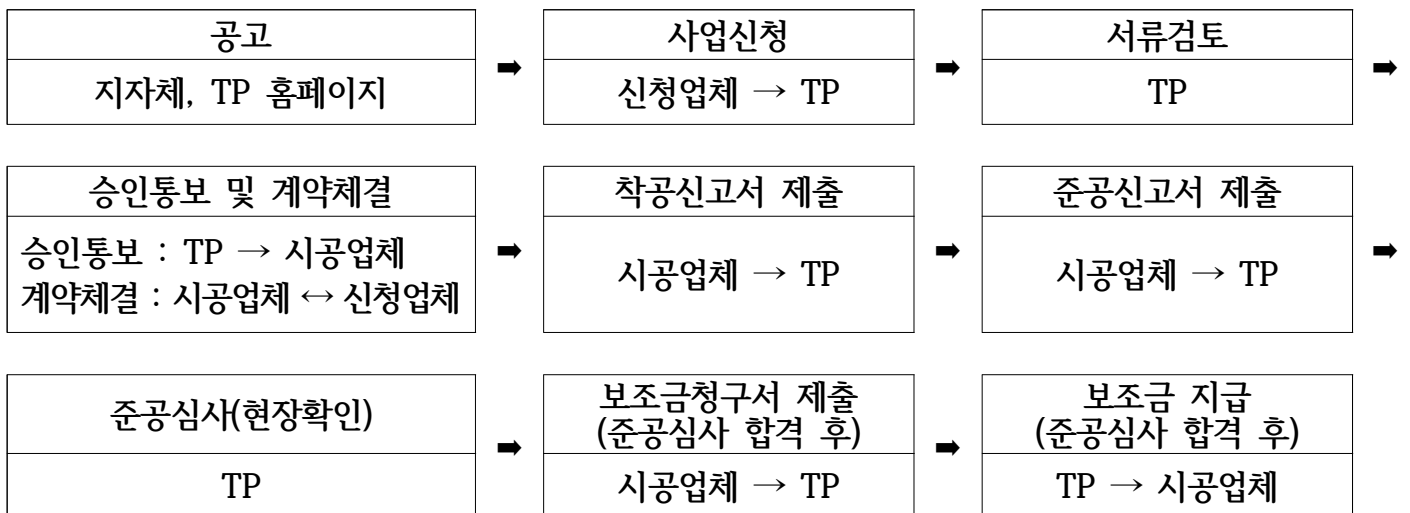 공고
지자체, TP 홈페이지
➡
사업신청
신청업체 → TP
➡
서류검토
TP
➡
승인통보 및 계약체결
승인통보 : TP → 시공업체
계약체결 : 시공업체 ↔ 신청업체
➡
착공신고서 제출
시공업체 → TP
➡
준공신고서 제출
시공업체 → TP
➡
준공심사(현장확인)
TP
➡
보조금청구서 제출
(준공심사 합격 후)
시공업체 → TP
➡
보조금 지급
(준공심사 합격 후)
TP → 시공업체